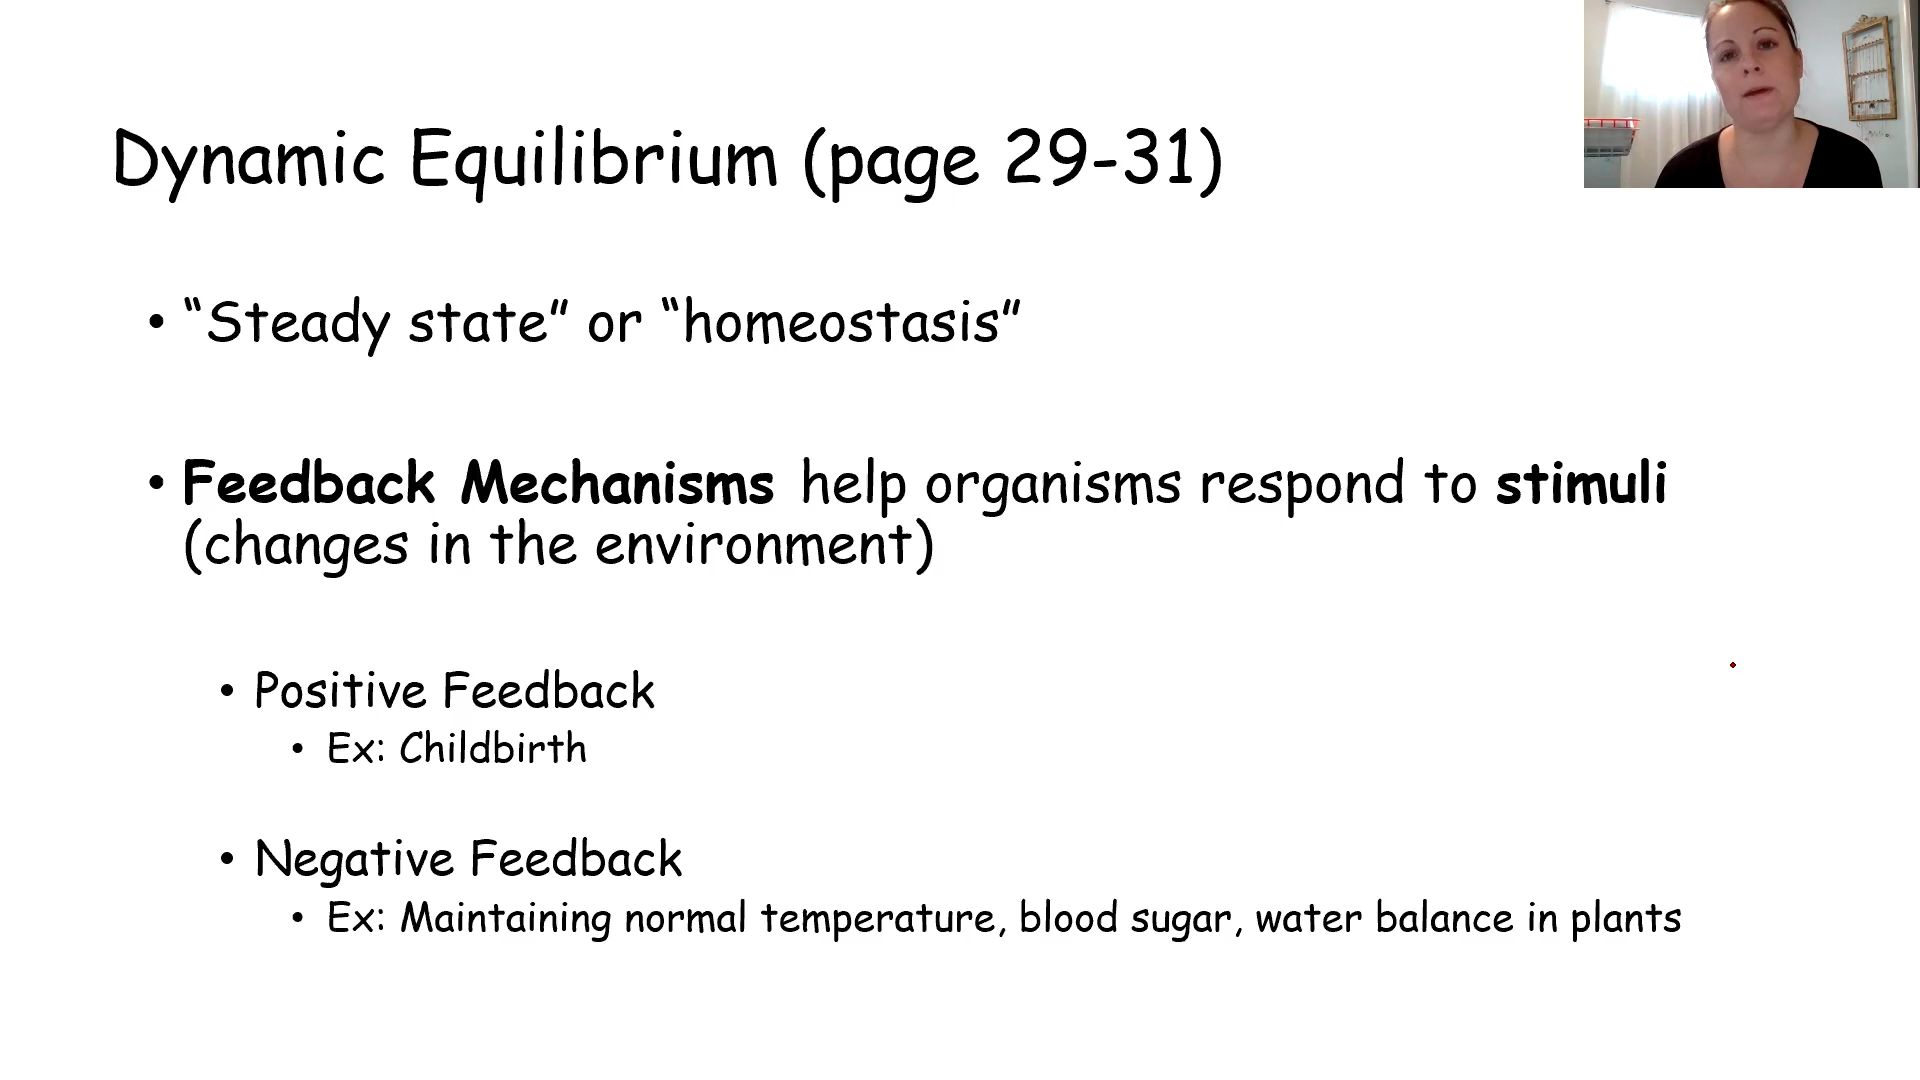 Dynamic Equilibrium (page 29-31)
• “Steady state” or “homeostasis”
• Feedback Mechanisms help organisms respond to stimuli
(changes in the environment)
• Positive Feedback
• Ex: Childbirth
• Negative Feedback
• Ex: Maintaining normal temperature, blood sugar, water balance in plants